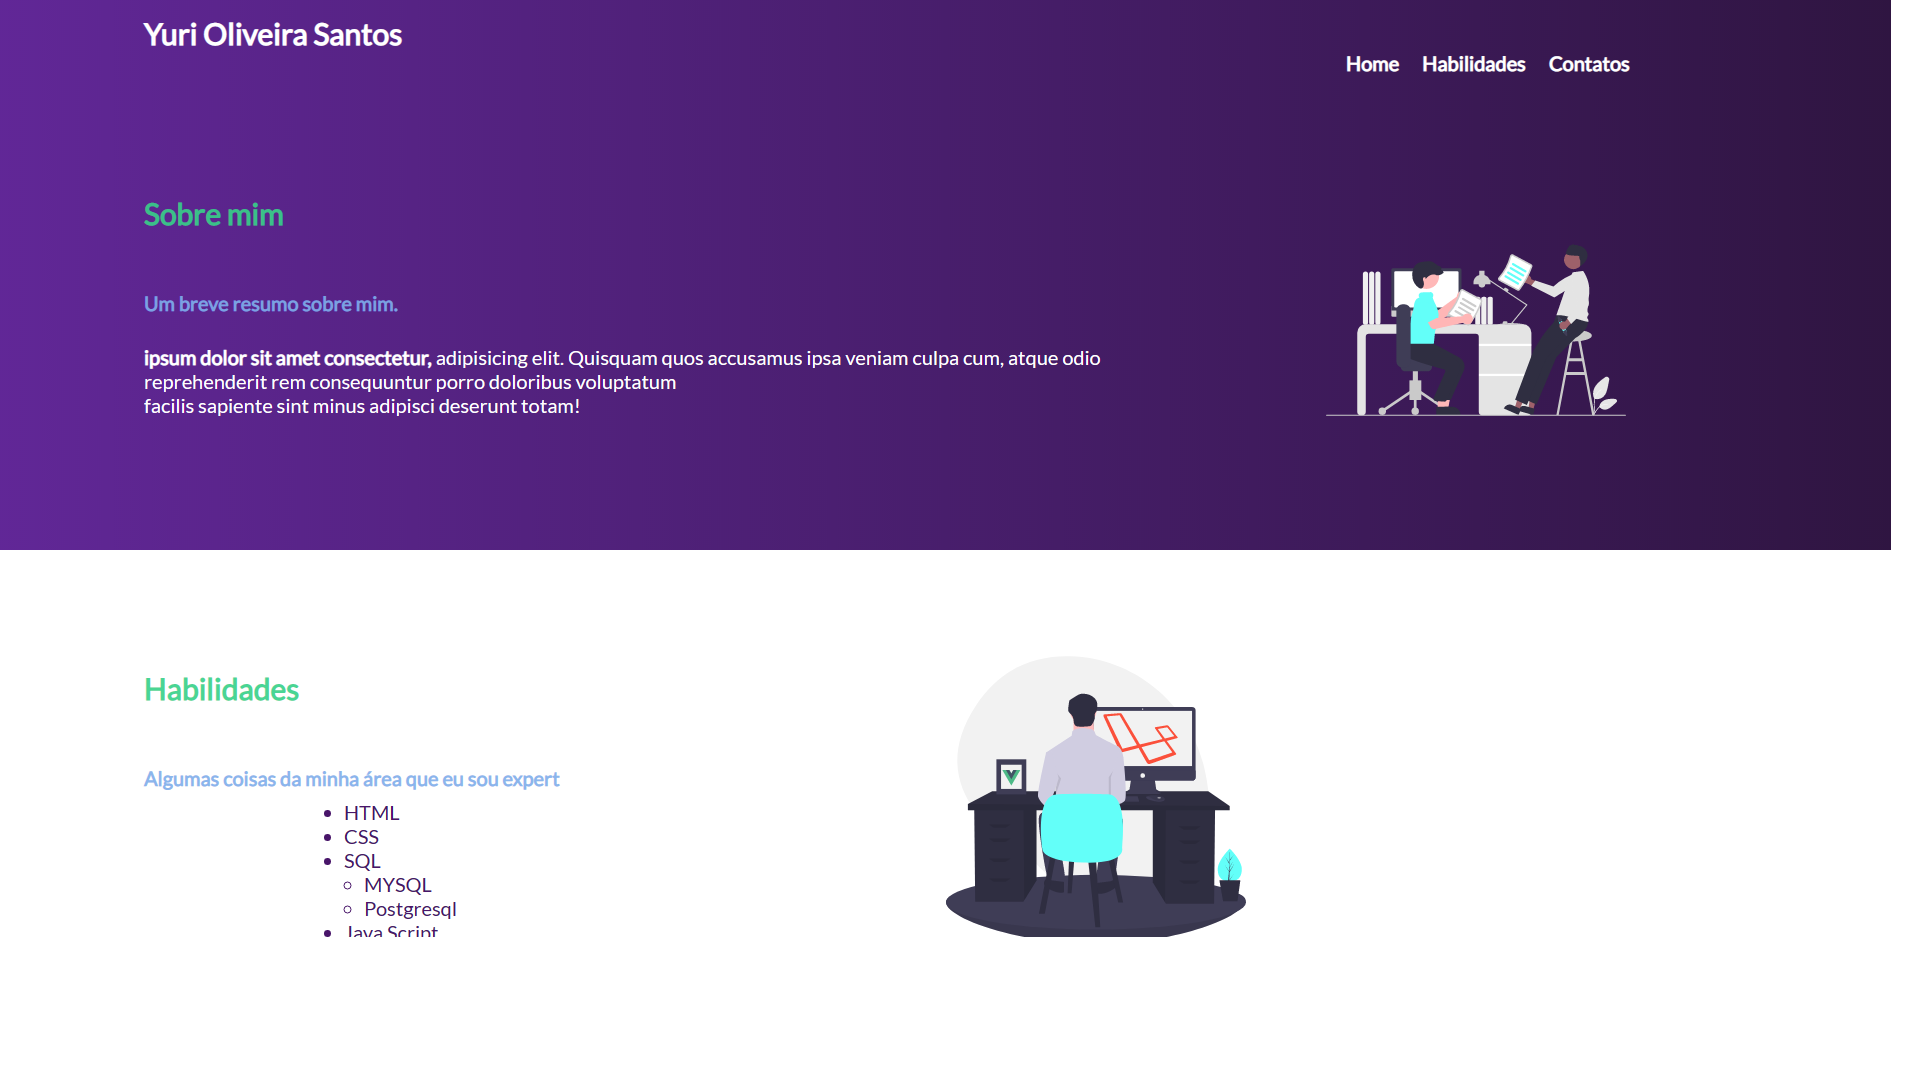 Yuri Oliveira Santos
Home Habilidades Contatos
Sobre mim
Um breve resumo sobre mim.
ipsum dolor sit amet consectetur, adipisicing elit. Quisquam quos accusamus ipsa veniam culpa cum, atque odio
reprehenderit rem consequuntur porro doloribus voluptatum
facilis sapiente sint minus adipisci deserunt totam!
Habilidades
Algumas coisas da minha área que eu sou expert
HTML
CSS
SQL
MYSQL
Postgresql
Java Script